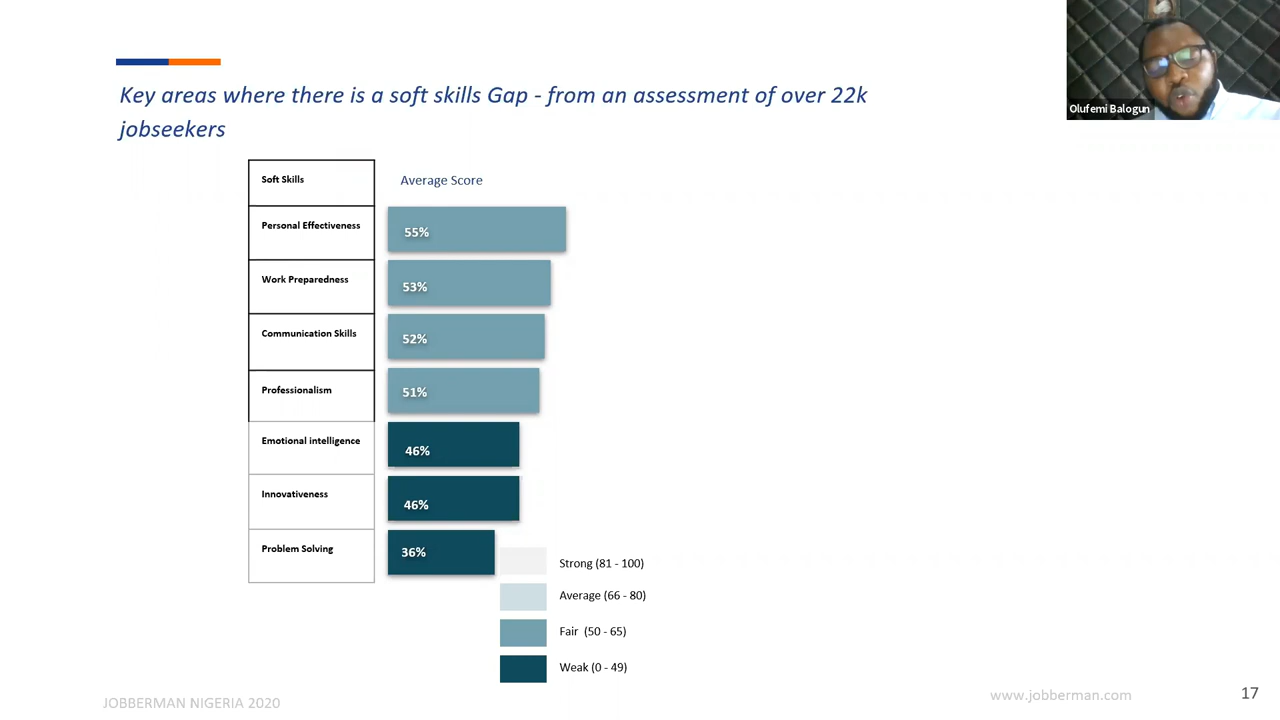 Key areas where there is a soft skills Gap - from an assessment of over 22k
jobseekers
Olufemi Balogun
Soft Skills
Average Score
Personal Effectiveness
55%
Work Preparedness
53%
Communication Skills
52%
Professionalism
51%
Emotional intelligence
46%
Innovativeness
46%
Problem Solving
36%
Strong (81 - 100)
Average (66 - 80)
Fair (50 - 65)
Weak (0 - 49)
JOBBERMAN NIGERIA 2020
www.jobberman.com
17